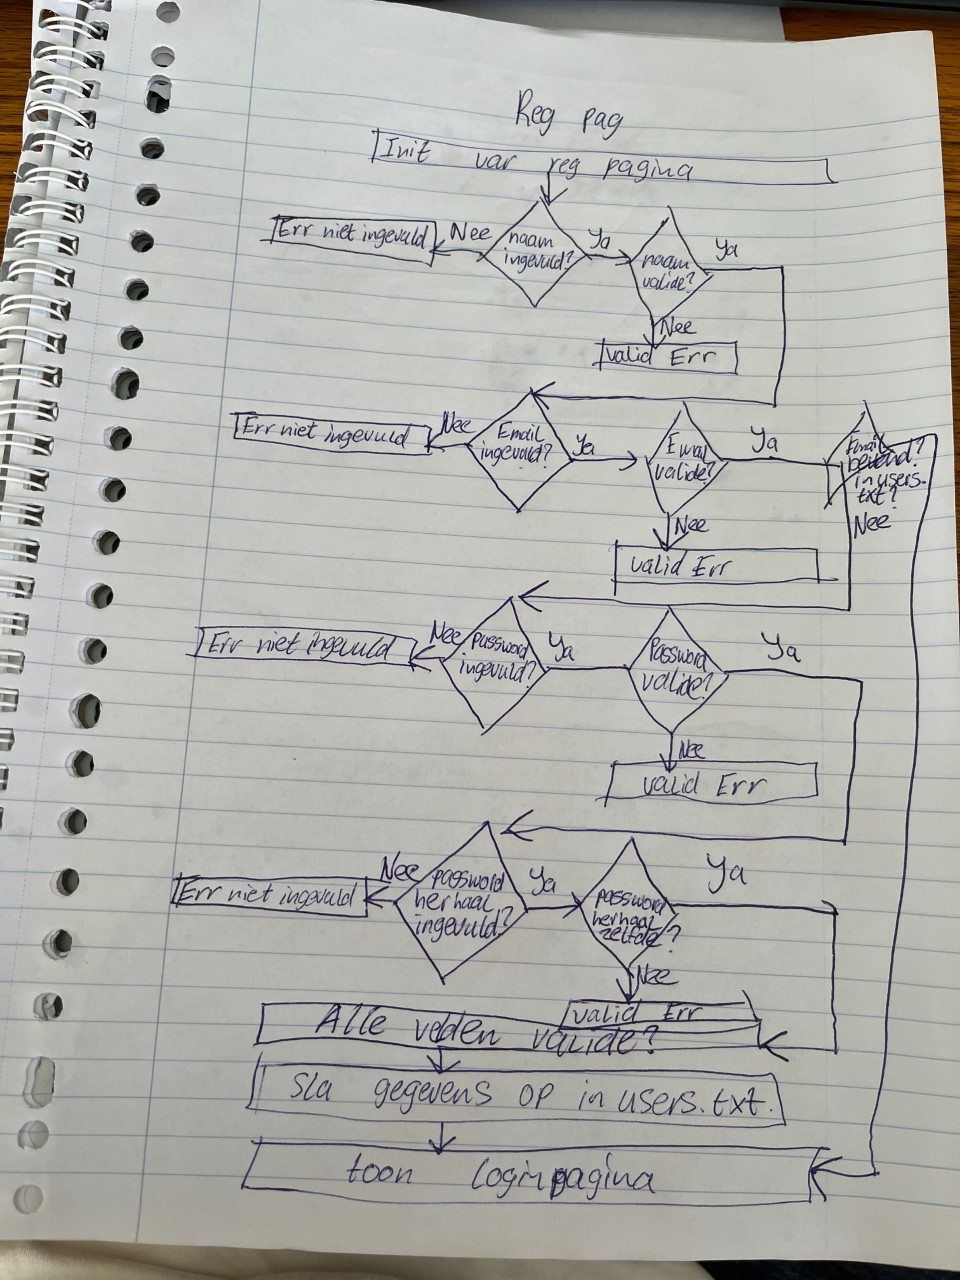 Reg pag
Init var reg pagina
Err niet ingevuld
Nee
naam
ingevuld?
Ya
naam
valide?
Ya
Nee
valid Err
Err niet ingevuld
Nee
Email
ingevuld?
Ya
Email
valide?
Ya
Email
bekend?
in users.
txt?
Nee
Nee
valid Err
Err niet ingevuld
Nee
Password
ingevuld?
Ya
Password
valide?
Ya
Nee
valid Err
Err niet ingevuld
Nee
password
herhaal
ingevuld?
Ya
password
herhaal
zelfde?
Ya
Nee
valid Err
Alle velden valide?
Sla gegevens op in users.txt.
toon loginpagina